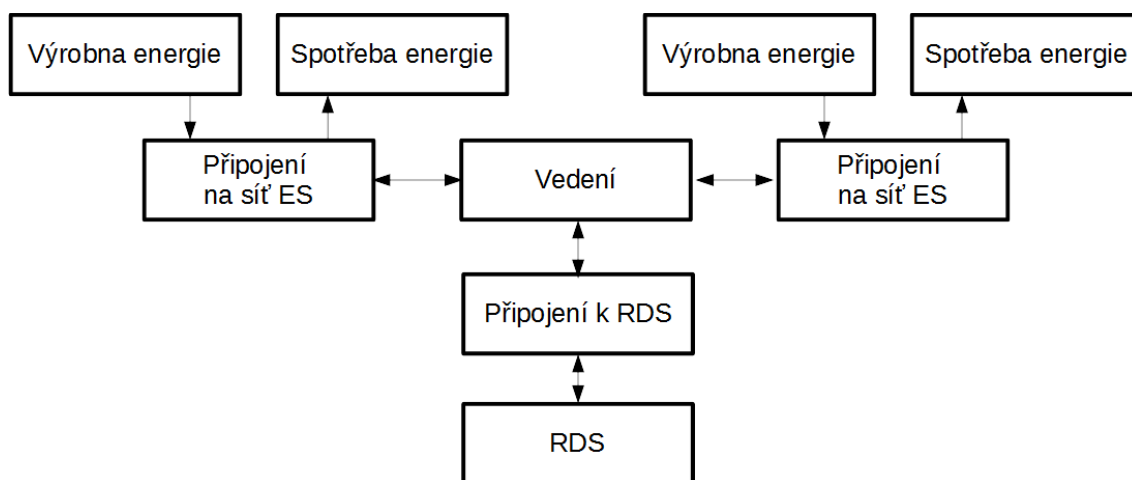 Výrobna energie
Spotřeba energie
Výrobna energie
Spotřeba energie
Připojení
na síť ES
Vedení
Připojení
na síť ES
Připojení k RDS
RDS